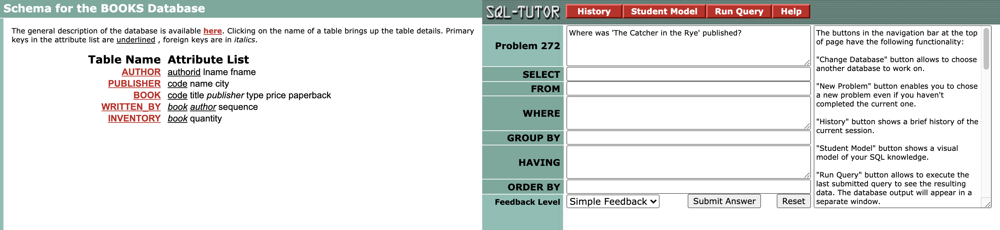 Schema for the BOOKS Database
The general description of the database is available here. Clicking on the name of a table brings up the table details. Primary
keys in the attribute list are underlined , foreign keys are in italics.
Table Name Attribute List
AUTHOR authorid lname fname
PUBLISHER code name city
BOOK code title publisher type price paperback
WRITTEN_BY book author sequence
INVENTORY book quantity
SQL-TUTOR History Student Model Run Query Help
Problem 272
Where was 'The Catcher in the Rye' published?
SELECT
FROM
WHERE
GROUP BY
HAVING
ORDER BY
Feedback Level Simple Feedback Submit Answer Reset
The buttons in the navigation bar at the top
of page have the following functionality:
"Change Database" button allows to choose
another database to work on.
"New Problem" button enables you to chose
a new problem even if you haven't
completed the current one.
"History" button shows a brief history of the
current session.
"Student Model" button shows a visual
model of your SQL knowledge.
"Run Query" button allows to execute the
last submitted query to see the resulting
data. The database output will appear in a
separate window.